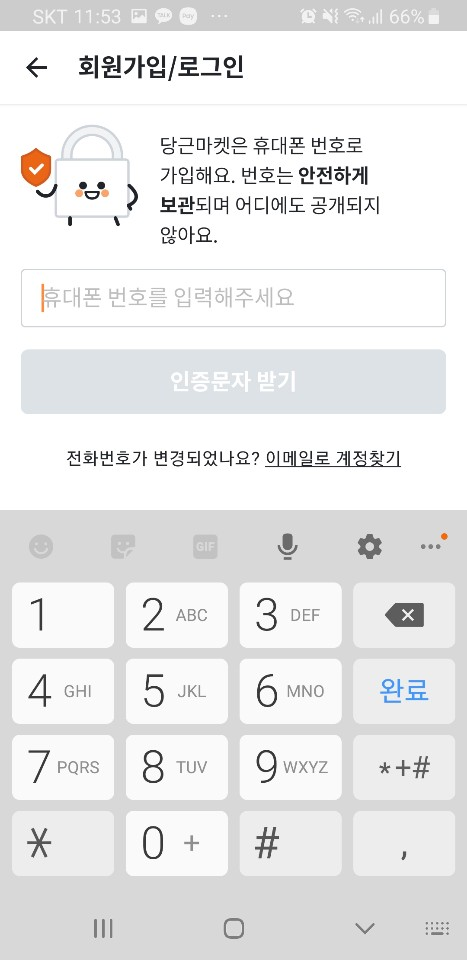 SKT 11:53 TALK Pay ... 66%
회원가입/로그인
당근마켓은 휴대폰 번호로
가입해요. 번호는 안전하게
보관되며 어디에도 공개되지
않아요.
휴대폰 번호를 입력해주세요
인증문자 받기
전화번호가 변경되었나요? 이메일로 계정찾기
GIF
1 2 ABC 3 DEF
4 GHI 5 JKL 6 MNO 완료
7 PQRS 8 TUV 9 WXYZ *+#
* 0 + # ,